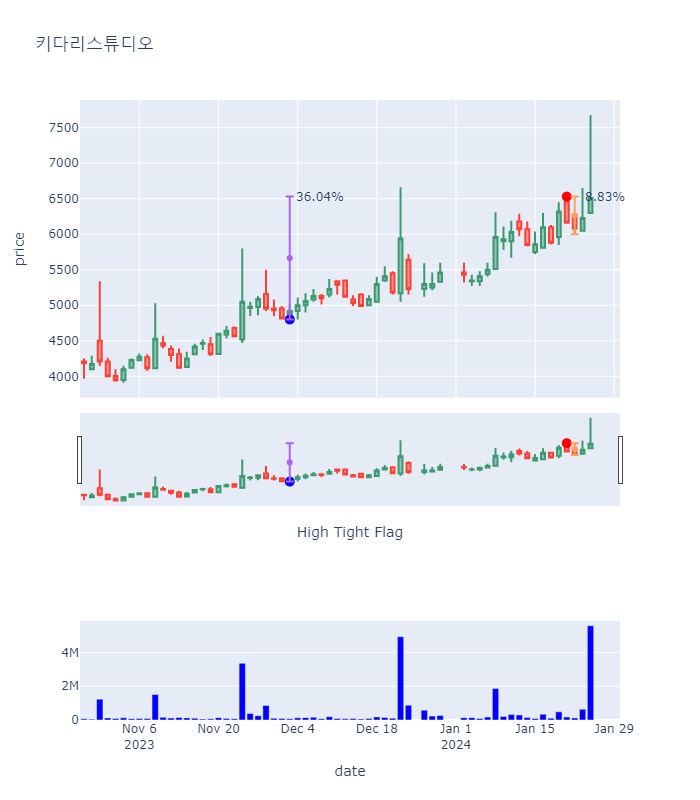 키다리스튜디오
7500
7000
6500
6000
5500
5000
4500
4000
price
36.04%
8.83%
High Tight Flag
4M
2M
0
Nov 6
2023
Nov 20
Dec 4
Dec 18
Jan 1
2024
Jan 15
Jan 29
date